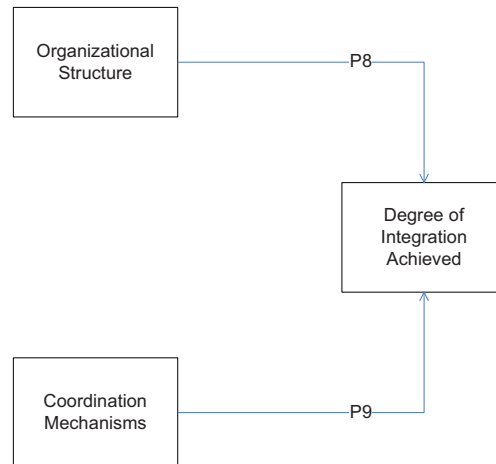 Organizational
Structure
P8
Degree of
Integration
Achieved
Coordination
Mechanisms
P9